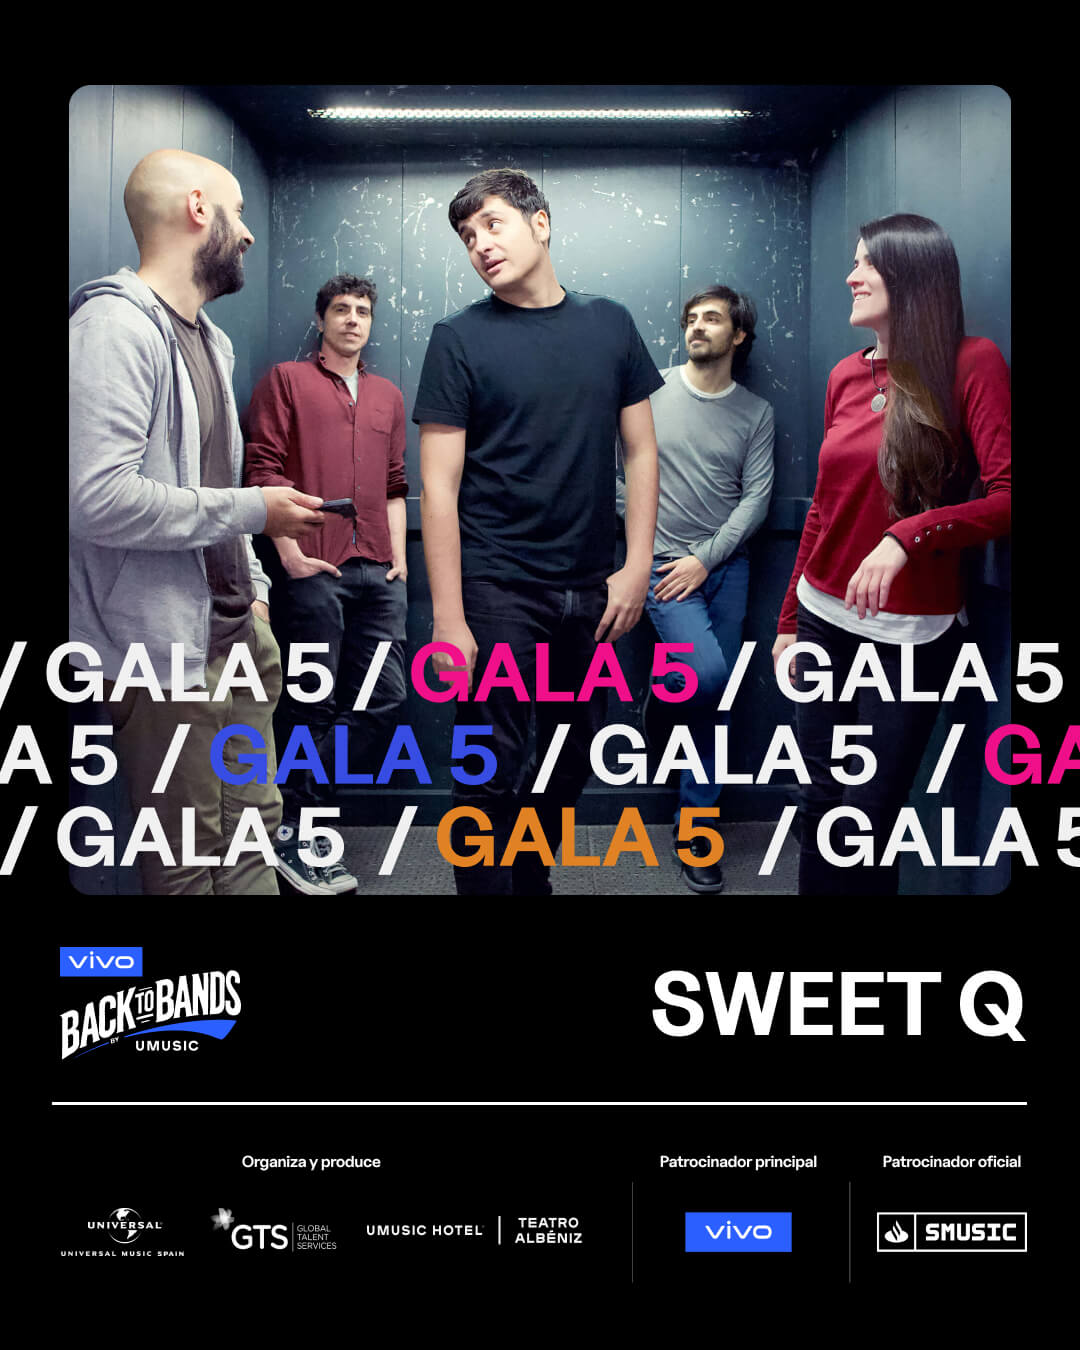 / GALA 5 / GALA 5 / GALA 5
A 5 / GALA 5 / GALA 5 / GA
/ GALA 5 / GALA 5 / GALA 5
vivo
BACK TO BANDS
BY UMUSIC
SWEET Q
Organiza y produce
Patrocinador principal
Patrocinador oficial
UNIVERSAL
UNIVERSAL MUSIC SPAIN
GTS
GLOBAL
TALENT
SERVICES
UMUSIC HOTEL
TEATRO
ALBÉNIZ
vivo
SMUSIC